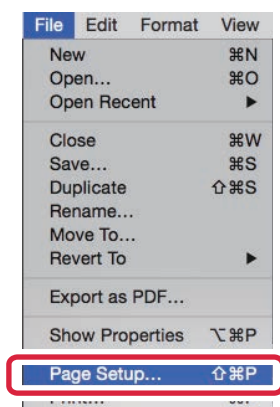 File Edit Format View
New ⌘N
Open... ⌘O
Open Recent ▶
Close ⌘W
Save... ⌘S
Duplicate ⇧⌘S
Rename...
Move To...
Revert To ▶
Export as PDF...
Show Properties ⌥⌘P
Page Setup... ⇧⌘P